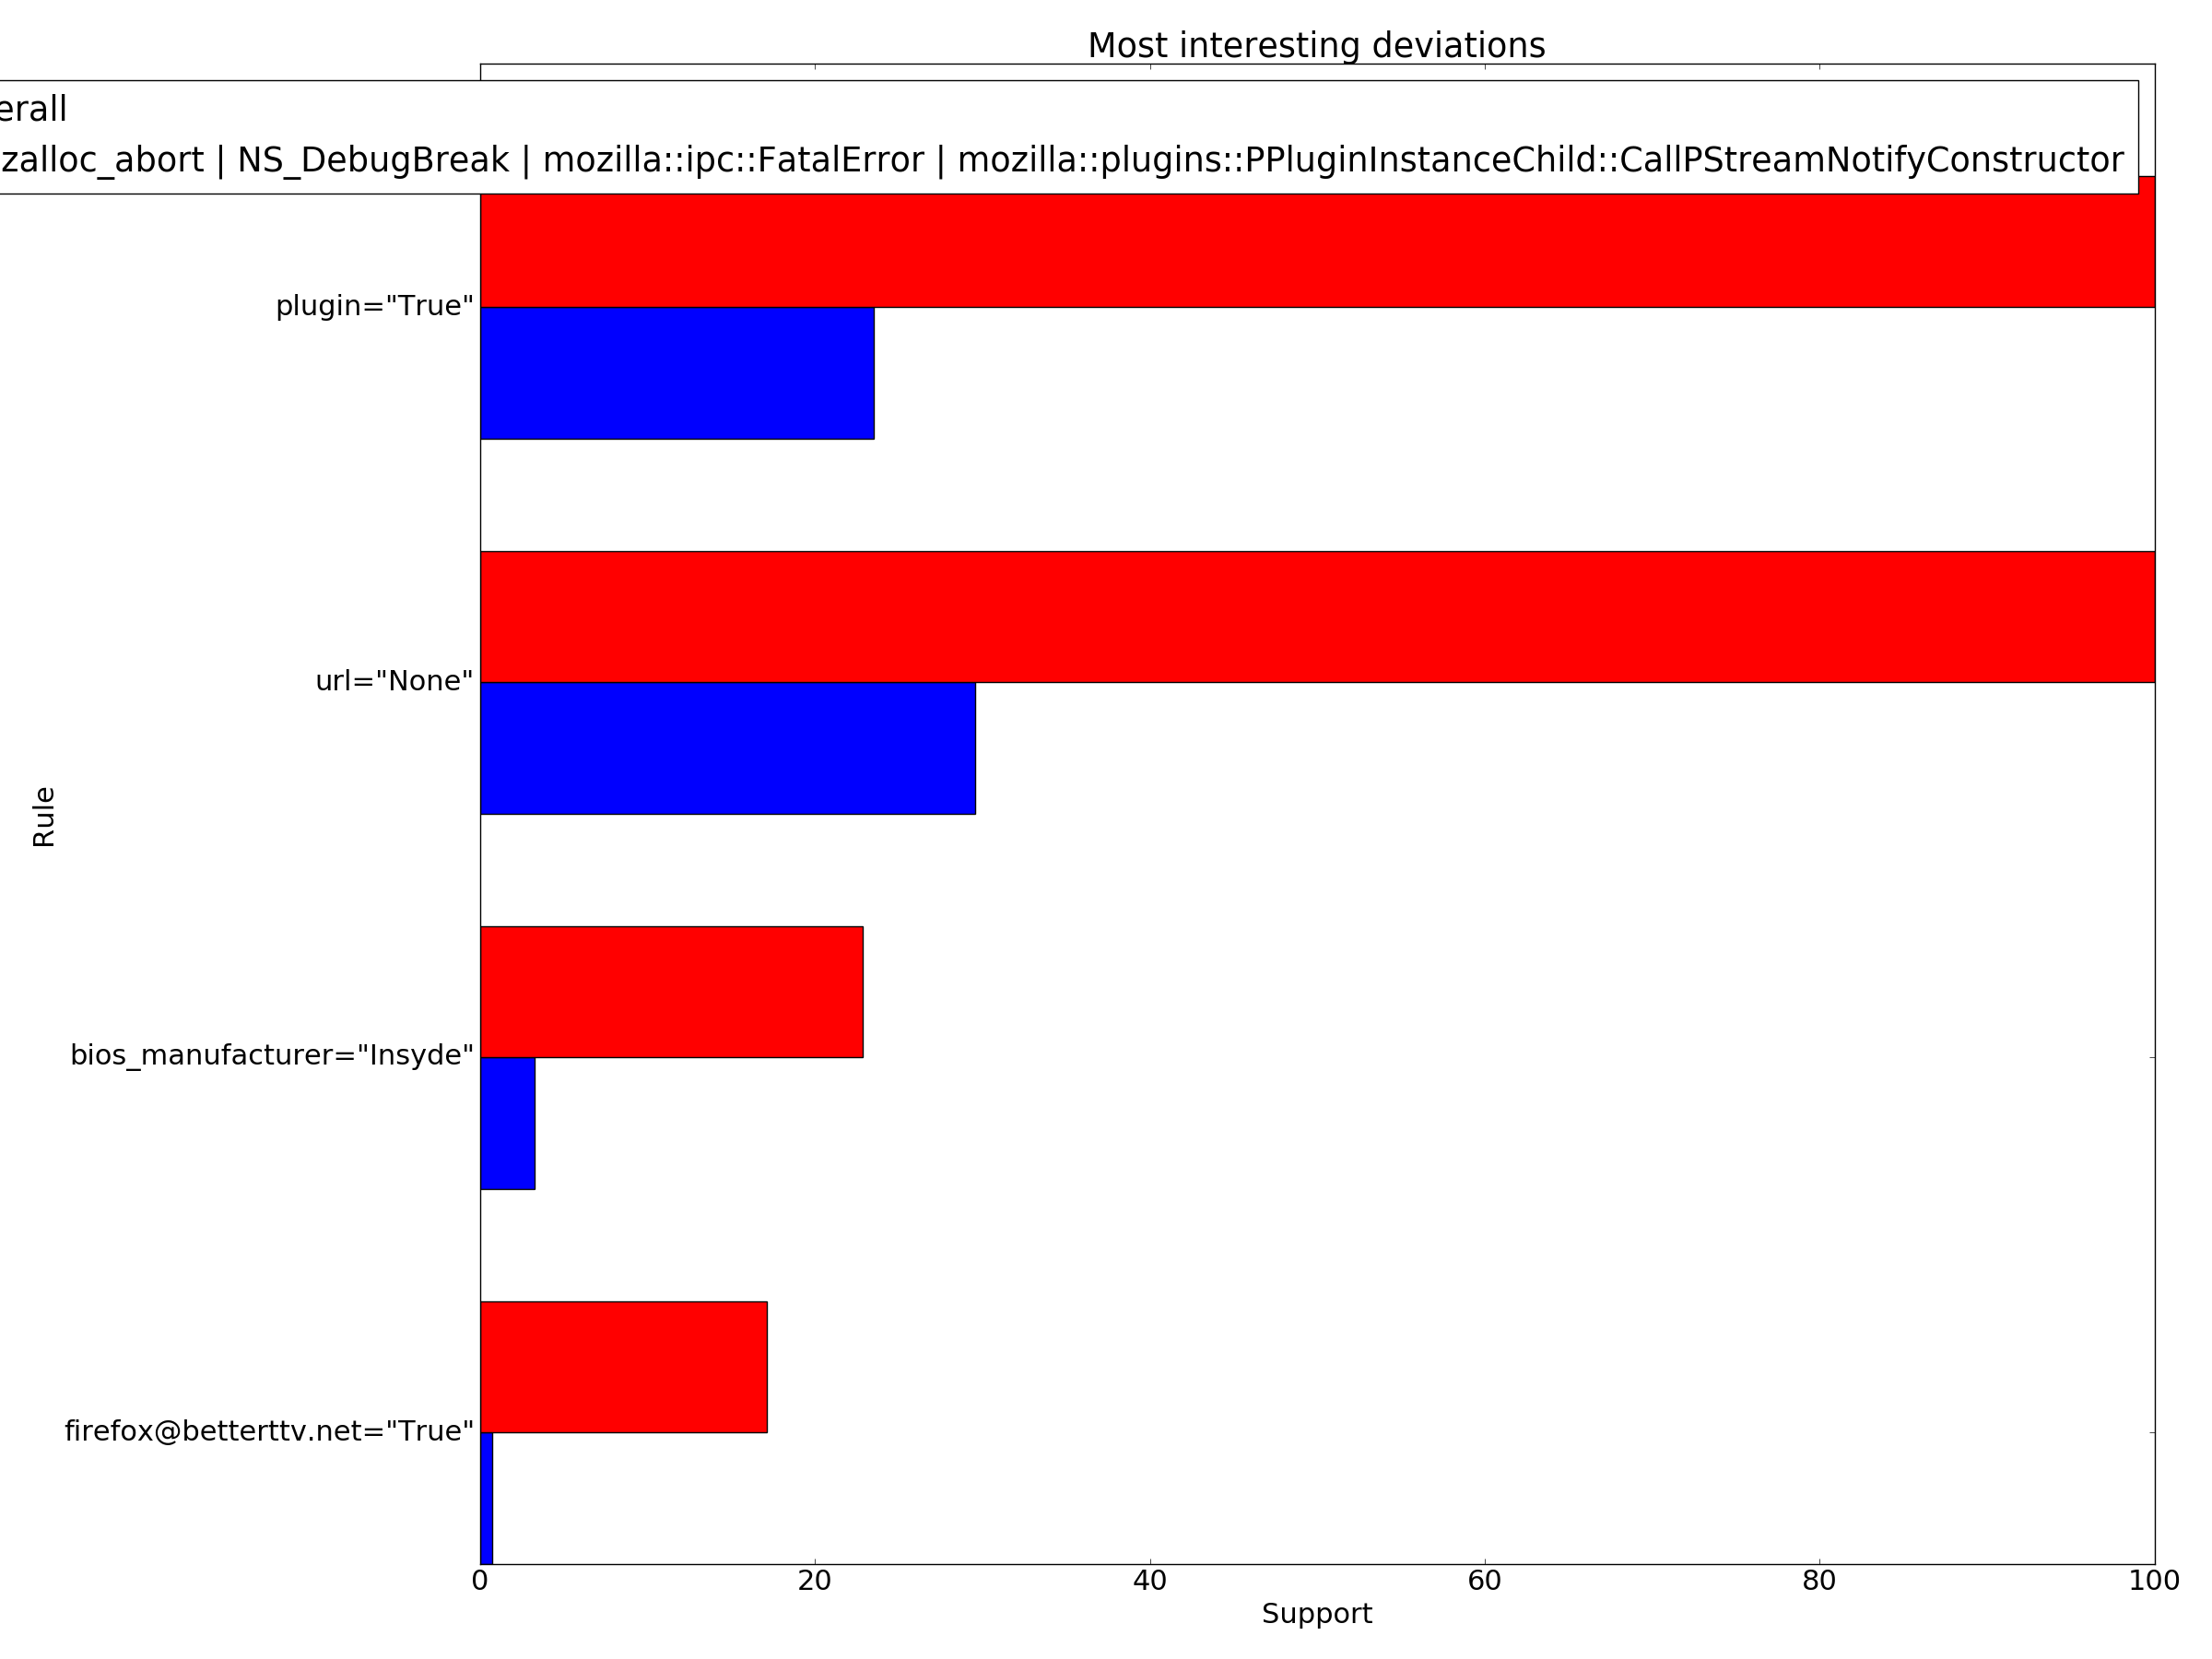 Most interesting deviations
erall
zalloc_abort | NS_DebugBreak | mozilla::ipc::FatalError | mozilla::plugins::PPluginInstanceChild::CallPStreamNotifyConstructor
plugin="True"
url="None"
Rule
bios_manufacturer="Insyde"
firefox@betterttv.net="True"
0 20 40 60 80 100
Support